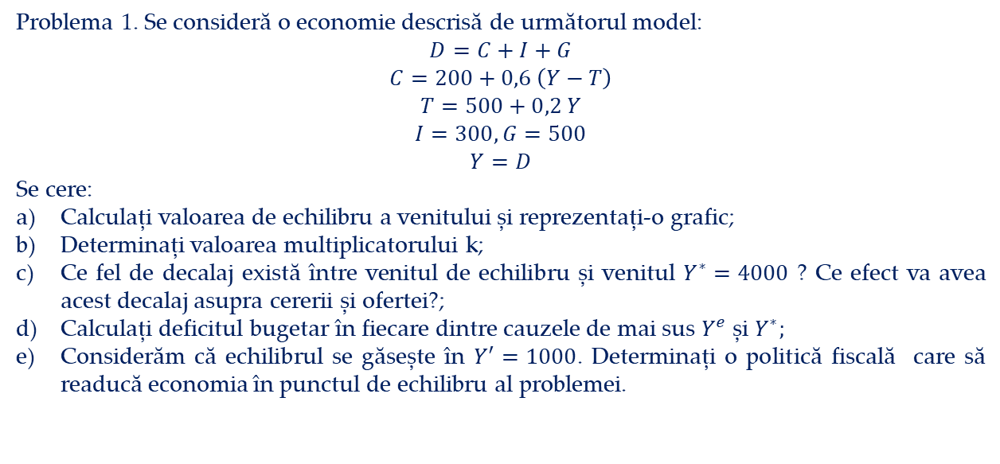 Problema 1. Se consideră o economie descrisă de următorul model:
D = C + I + G
C = 200 + 0,6 (Y − T)
T = 500 + 0,2 Y
I = 300, G = 500
Y = D
Se cere:
a) Calculați valoarea de echilibru a venitului și reprezentați-o grafic;
b) Determinați valoarea multiplicatorului k;
c) Ce fel de decalaj există între venitul de echilibru și venitul Y* = 4000 ? Ce efect va avea
acest decalaj asupra cererii și ofertei?;
d) Calculați deficitul bugetar în fiecare dintre cauzele de mai sus Yᵉ și Y*;
e) Considerăm că echilibrul se găsește în Y′ = 1000. Determinați o politică fiscală care să
readucă economia în punctul de echilibru al problemei.